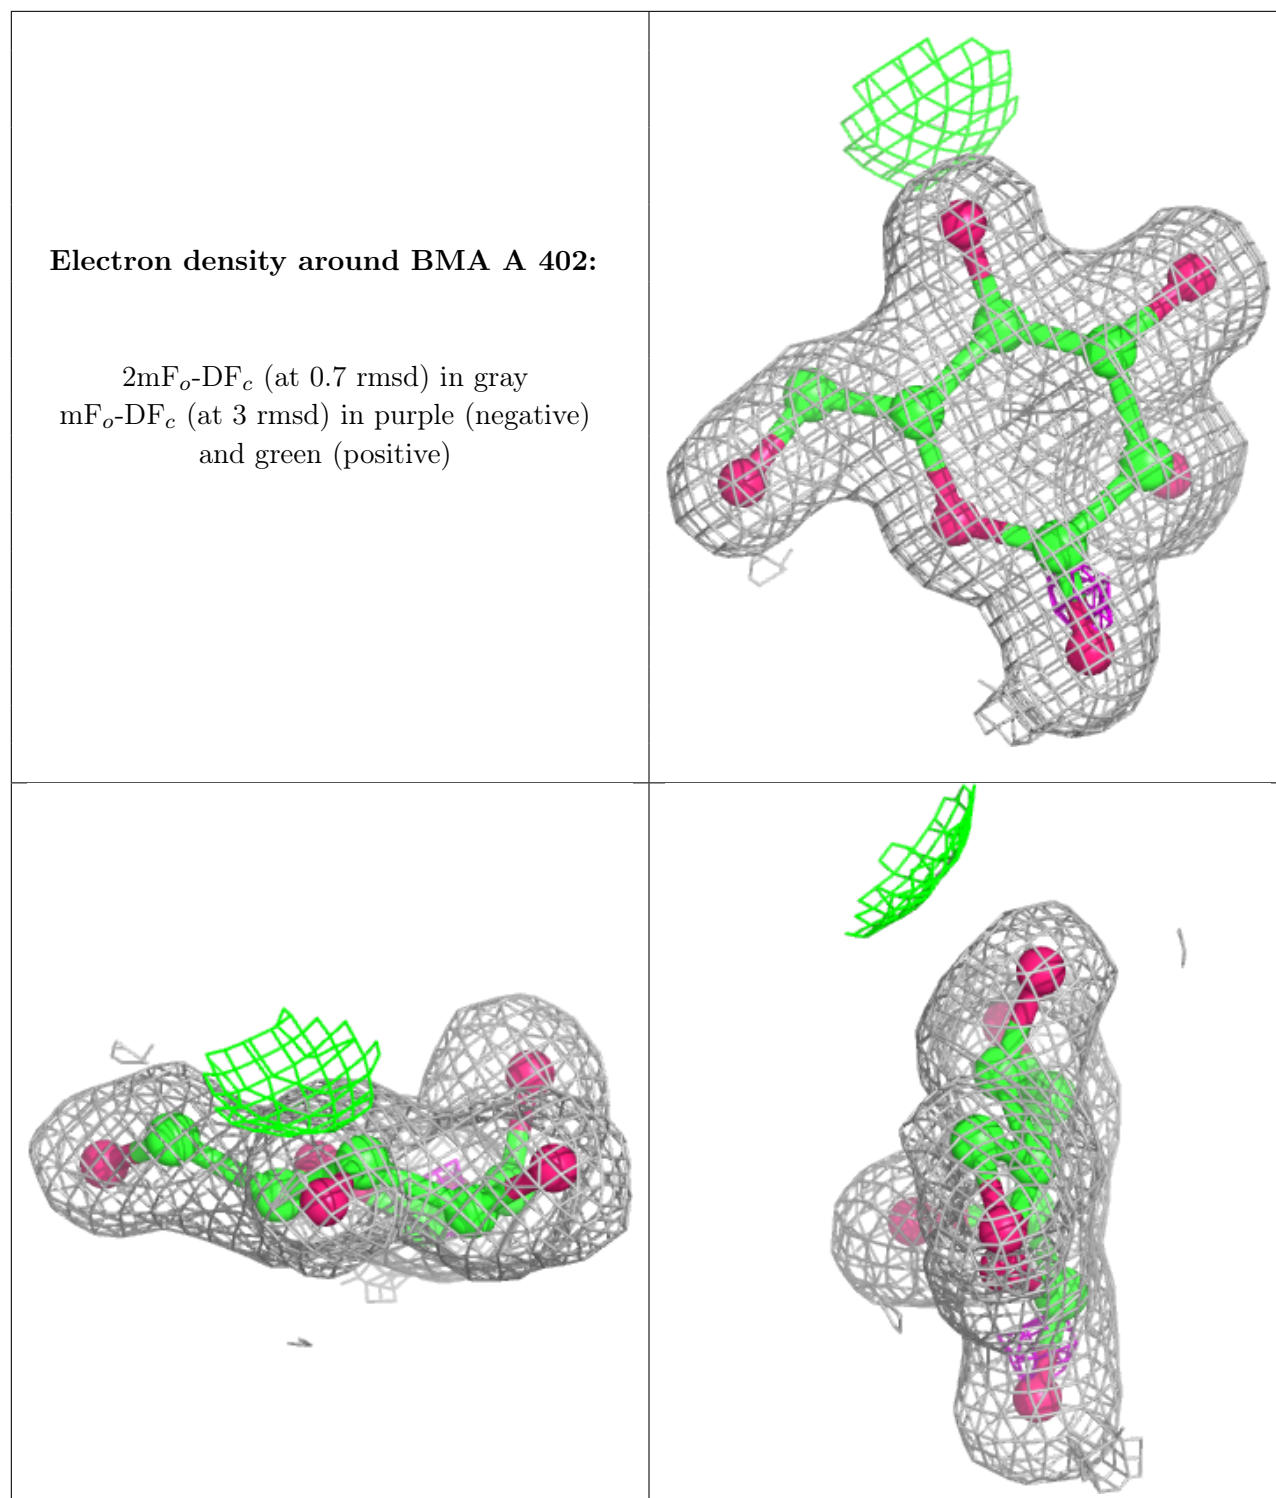 Electron density around BMA A 402:
2mFo-DFc (at 0.7 rmsd) in gray
mFo-DFc (at 3 rmsd) in purple (negative)
and green (positive)